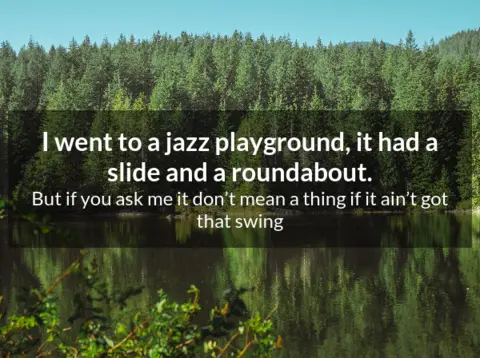 I went to a jazz playground, it had a
slide and a roundabout.
But if you ask me it don’t mean a thing if it ain’t got
that swing